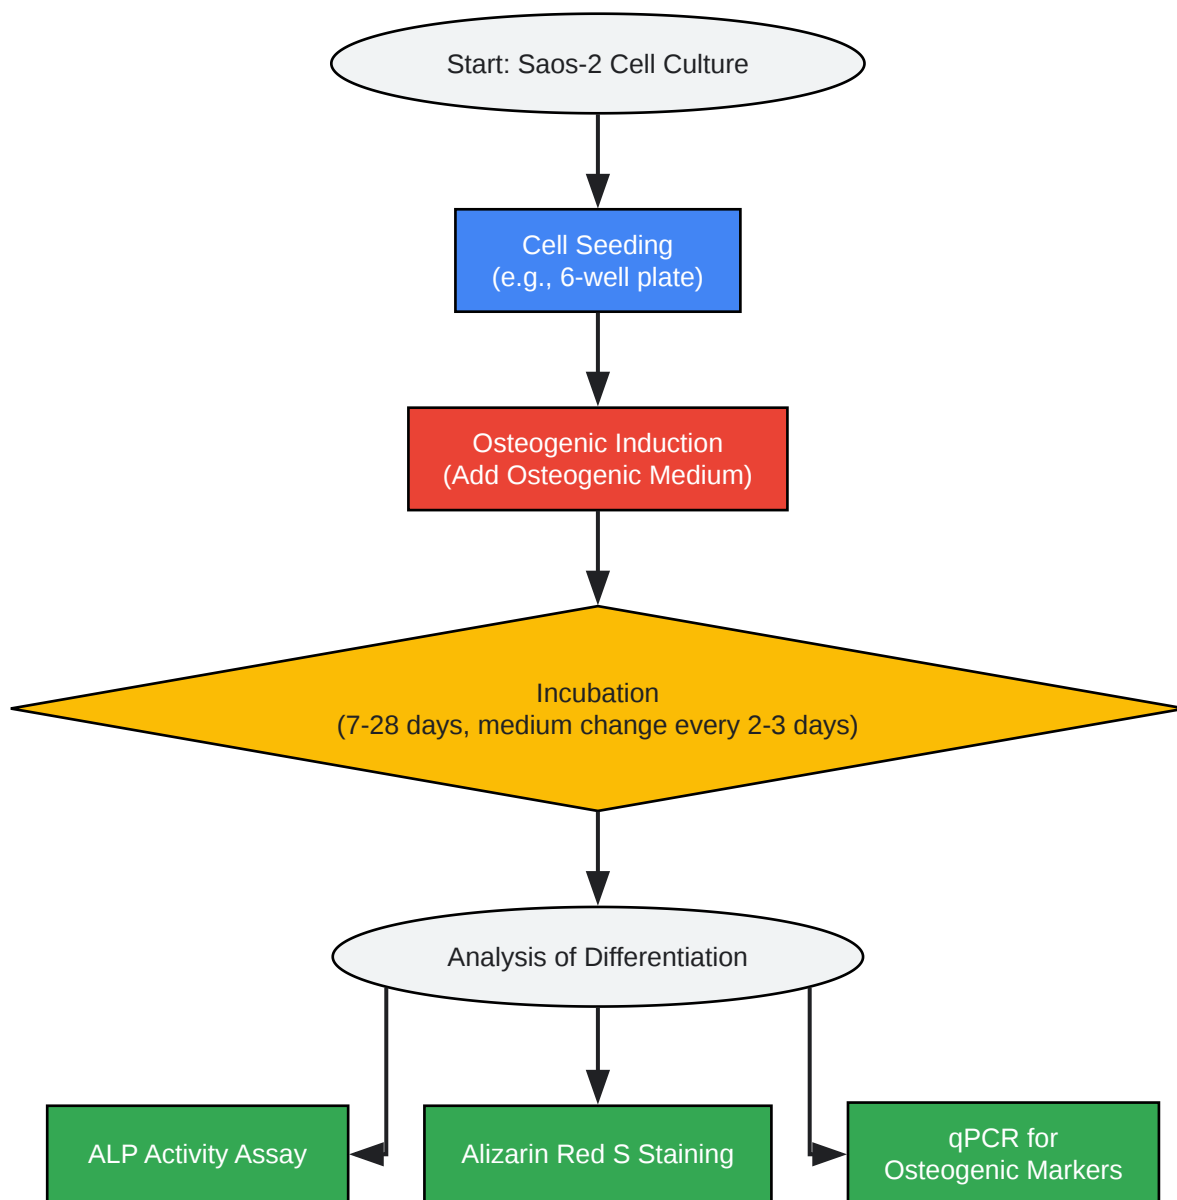 Start: Saos-2 Cell Culture
Cell Seeding
(e.g., 6-well plate)
Osteogenic Induction
(Add Osteogenic Medium)
Incubation
(7-28 days, medium change every 2-3 days)
Analysis of Differentiation
ALP Activity Assay
Alizarin Red S Staining
qPCR for
Osteogenic Markers